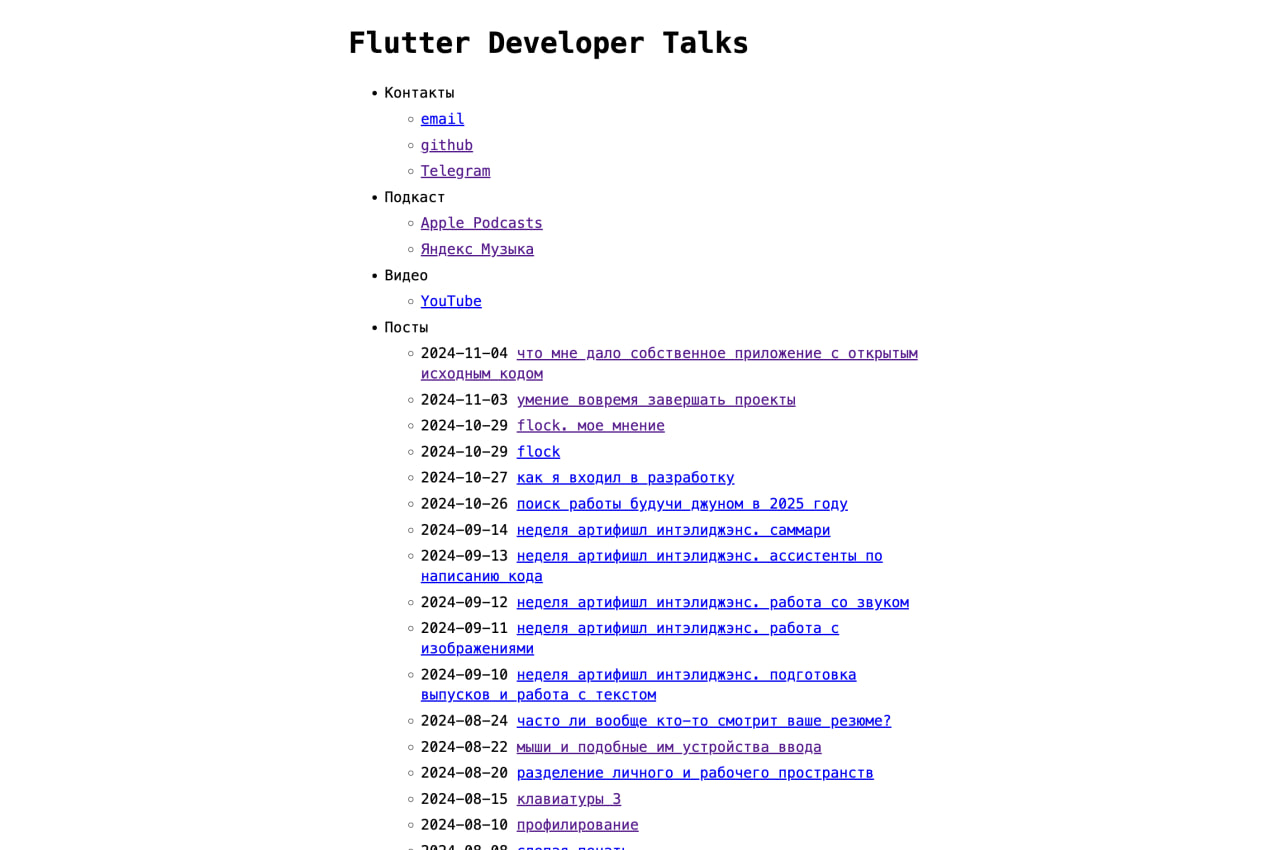 Flutter Developer Talks
Контакты
email
github
Telegram
Подкаст
Apple Podcasts
Яндекс Музыка
Видео
YouTube
Посты
2024-11-04 что мне дало собственное приложение с открытым
исходным кодом
2024-11-03 умение вовремя завершать проекты
2024-10-29 flock. мое мнение
2024-10-29 flock
2024-10-27 как я входил в разработку
2024-10-26 поиск работы будучи джуном в 2025 году
2024-09-14 неделя артифишл интэлиджэнс. саммари
2024-09-13 неделя артифишл интэлиджэнс. ассистенты по
написанию кода
2024-09-12 неделя артифишл интэлиджэнс. работа со звуком
2024-09-11 неделя артифишл интэлиджэнс. работа с
изображениями
2024-09-10 неделя артифишл интэлиджэнс. подготовка
выпусков и работа с текстом
2024-08-24 часто ли вообще кто-то смотрит ваше резюме?
2024-08-22 мыши и подобные им устройства ввода
2024-08-20 разделение личного и рабочего пространств
2024-08-15 клавиатуры 3
2024-08-10 профилирование
2024-08-08 слепая печать